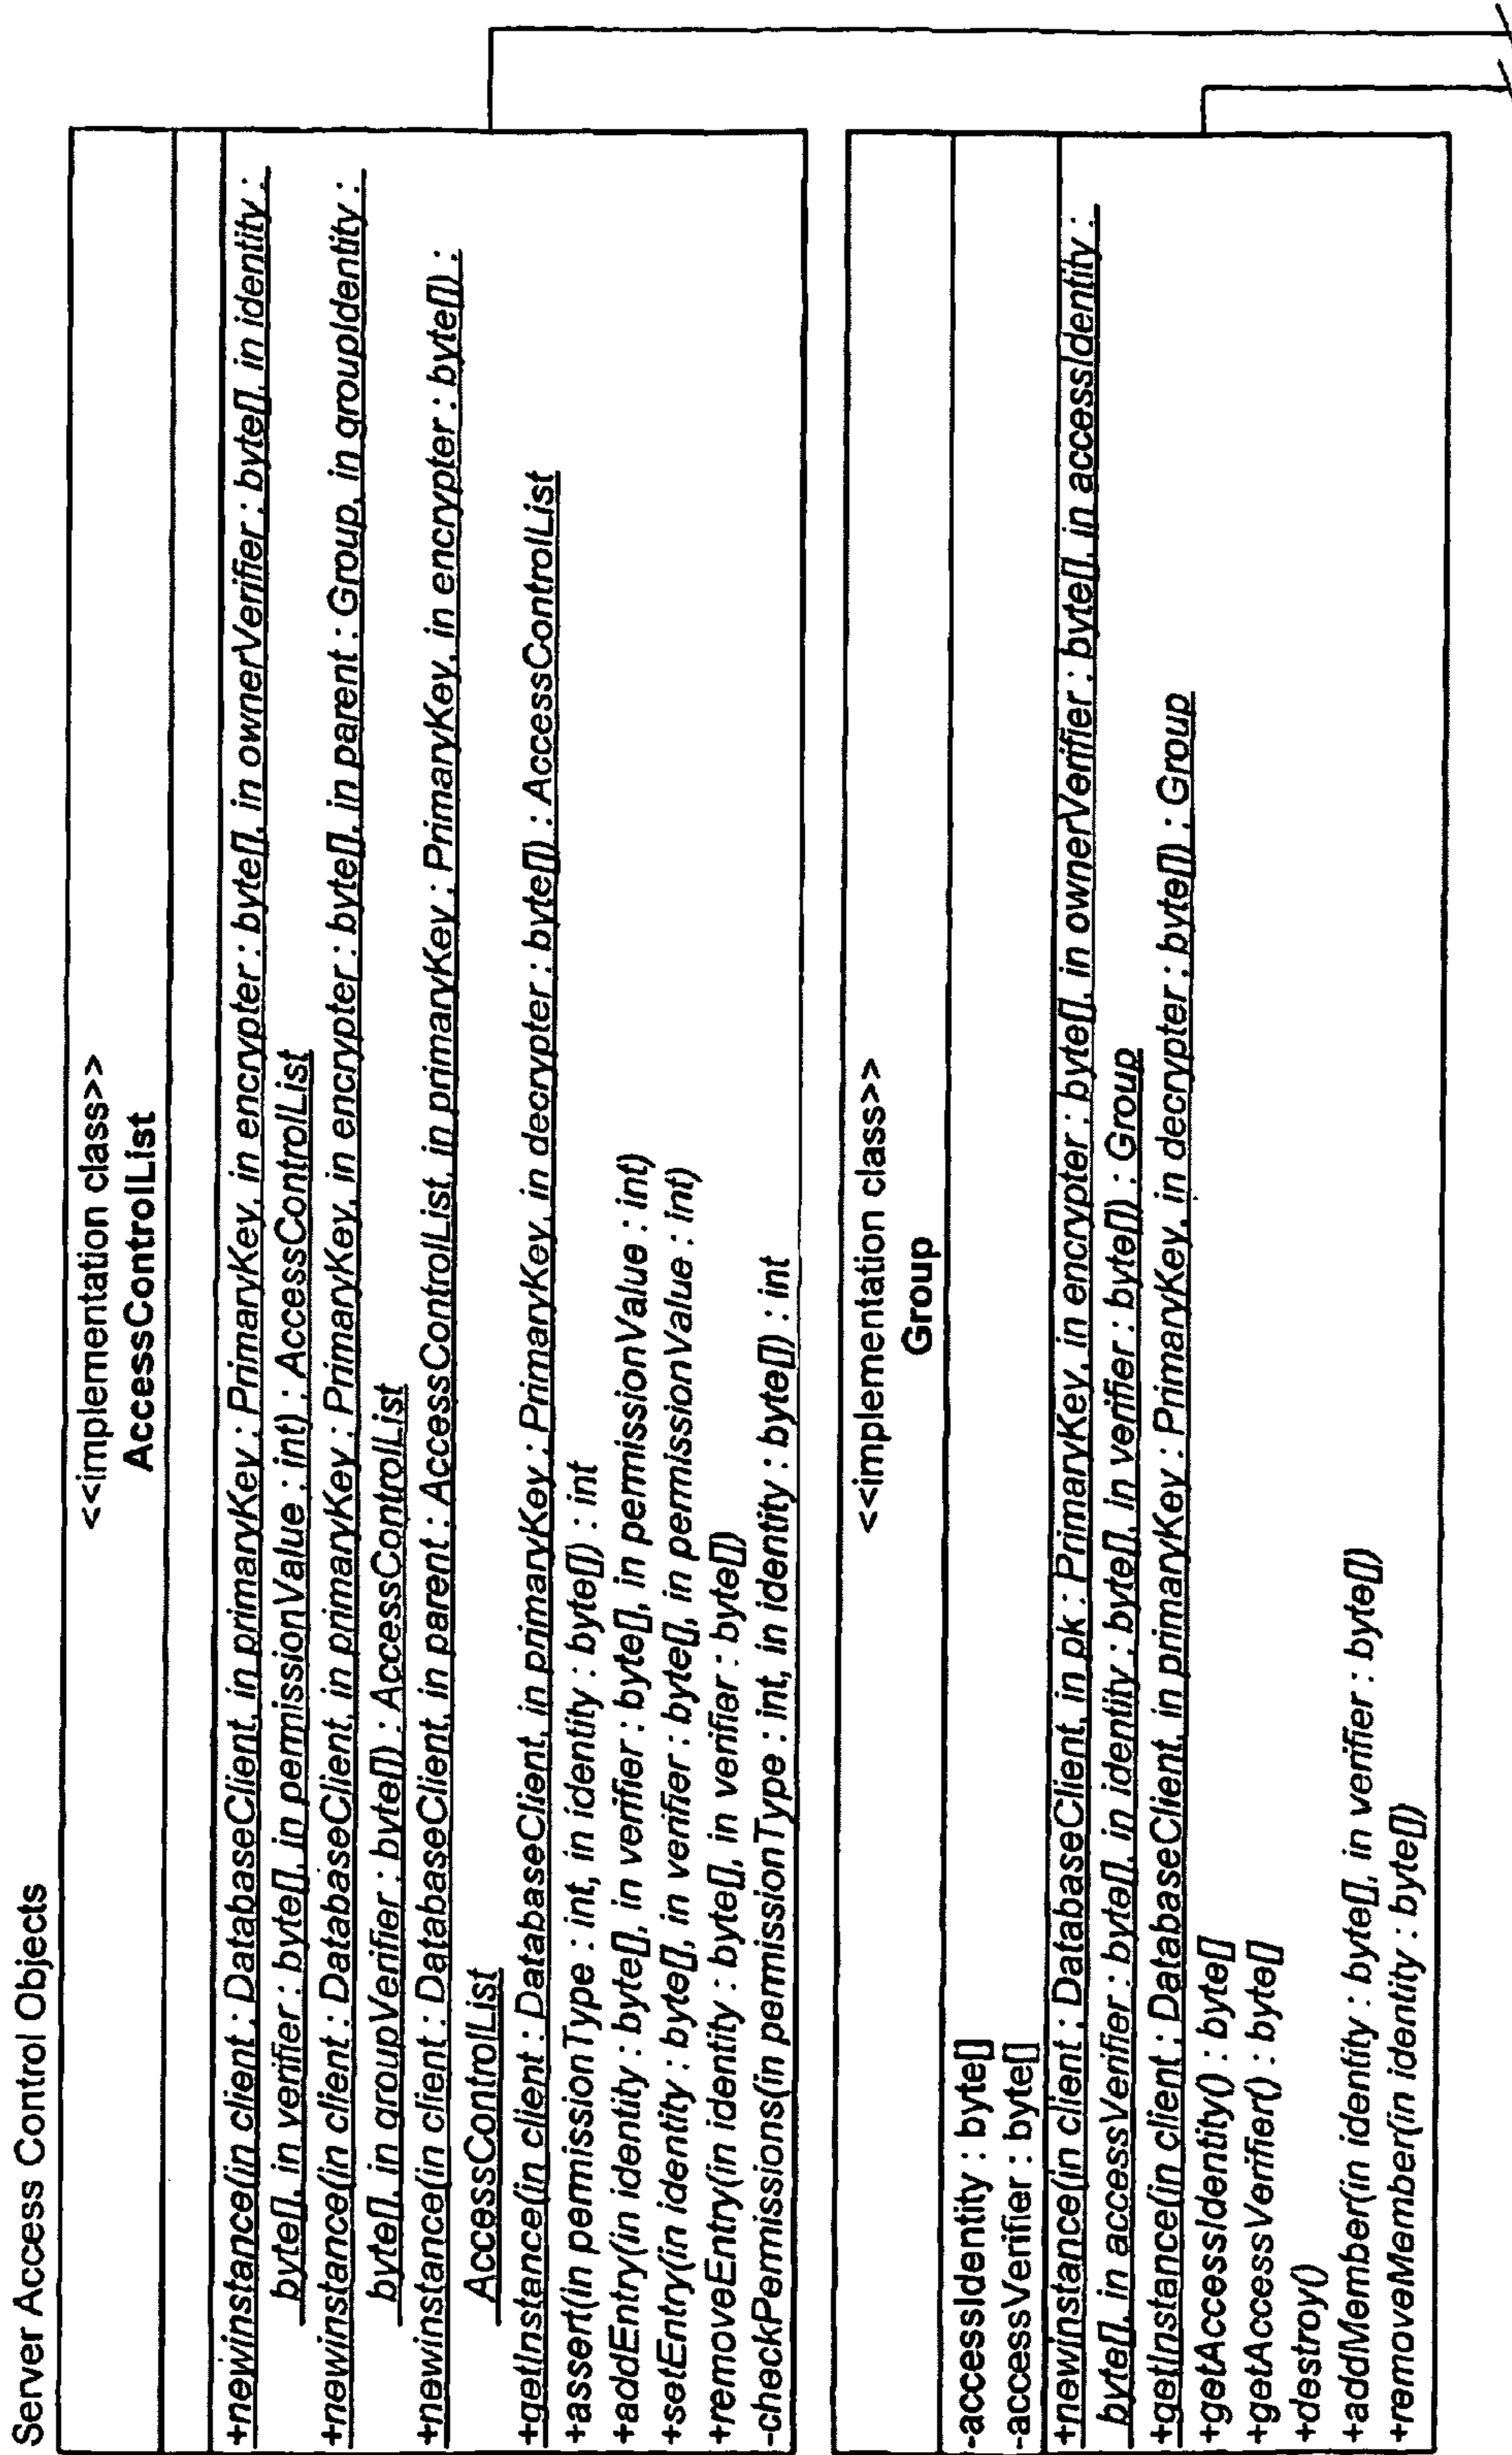 Server Access Control Objects
<<implementation class>>
AccessControlList
+newinstance(in client : DatabaseClient, in primaryKey : PrimaryKey, in encrypter : byte[], in ownerVerifier : byte[], in identity :
byte[], in verifier : byte[], in permissionValue : int) : AccessControlList
+newinstance(in client : DatabaseClient, in primaryKey : PrimaryKey, in encrypter : byte[], in parent : Group, in groupIdentity :
byte[], in groupVerifier : byte[]) : AccessControlList
+newinstance(in client : DatabaseClient, in parent : AccessControlList, in primaryKey : PrimaryKey, in encrypter : byte[]) :
AccessControlList
+getInstance(in client : DatabaseClient, in primaryKey : PrimaryKey, in decrypter : byte[]) : AccessControlList
+assert(in permissionType : int, in identity : byte[]) : int
+addEntry(in identity : byte[], in verifier : byte[], in permissionValue : int)
+setEntry(in identity : byte[], in verifier : byte[], in permissionValue : int)
+removeEntry(in identity : byte[], in verifier : byte[])
-checkPermissions(in permissionType : int, in identity : byte[]) : int
<<implementation class>>
Group
-accessIdentity : byte[]
-accessVerifier : byte[]
+newinstance(in client : DatabaseClient, in pk : PrimaryKey, in encrypter : byte[], in ownerVerifier : byte[], in accessIdentity :
byte[], in accessVerifier : byte[], in identity : byte[], in verifier : byte[]) : Group
+getInstance(in client : DatabaseClient, in primaryKey : PrimaryKey, in decrypter : byte[]) : Group
+getAccessIdentity() : byte[]
+getAccessVerifier() : byte[]
+destroy()
+addMember(in identity : byte[], in verifier : byte[])
+removeMember(in identity : byte[])